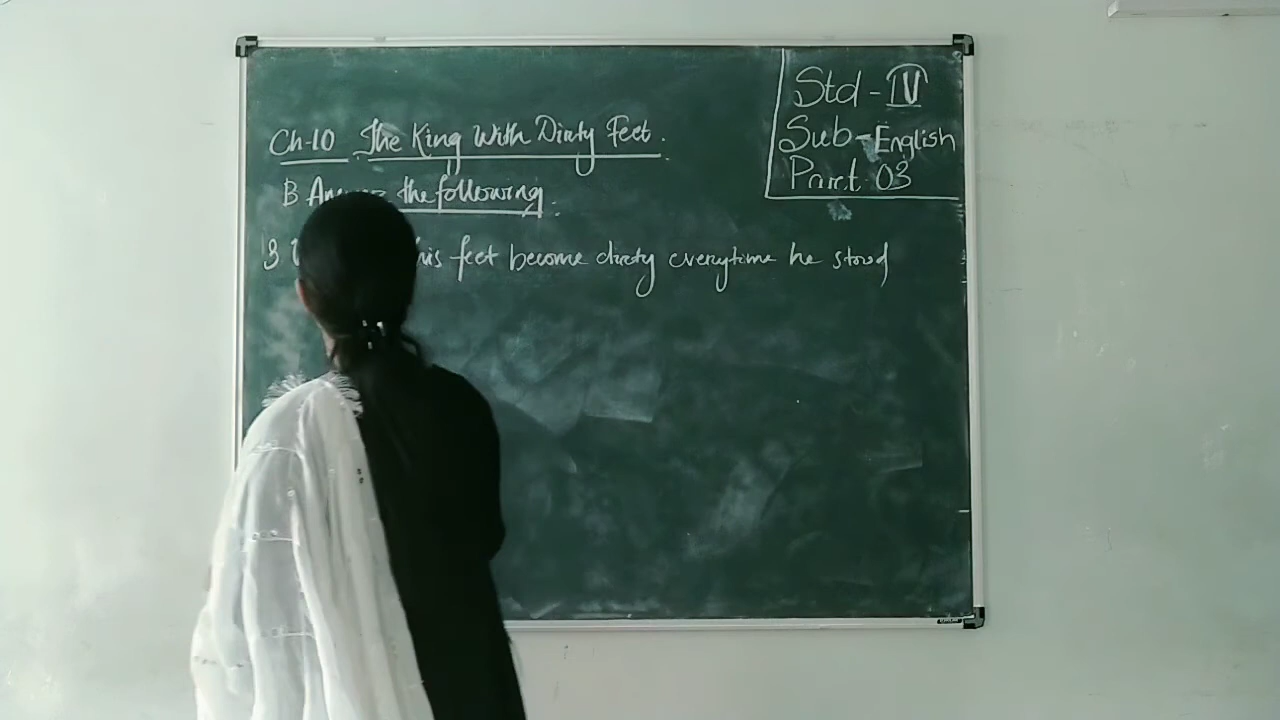 Std - IV
Sub - English
Part 03
Ch-10 The King With Dirty Feet.
B the following.
3 his feet become dirty everytime he stood